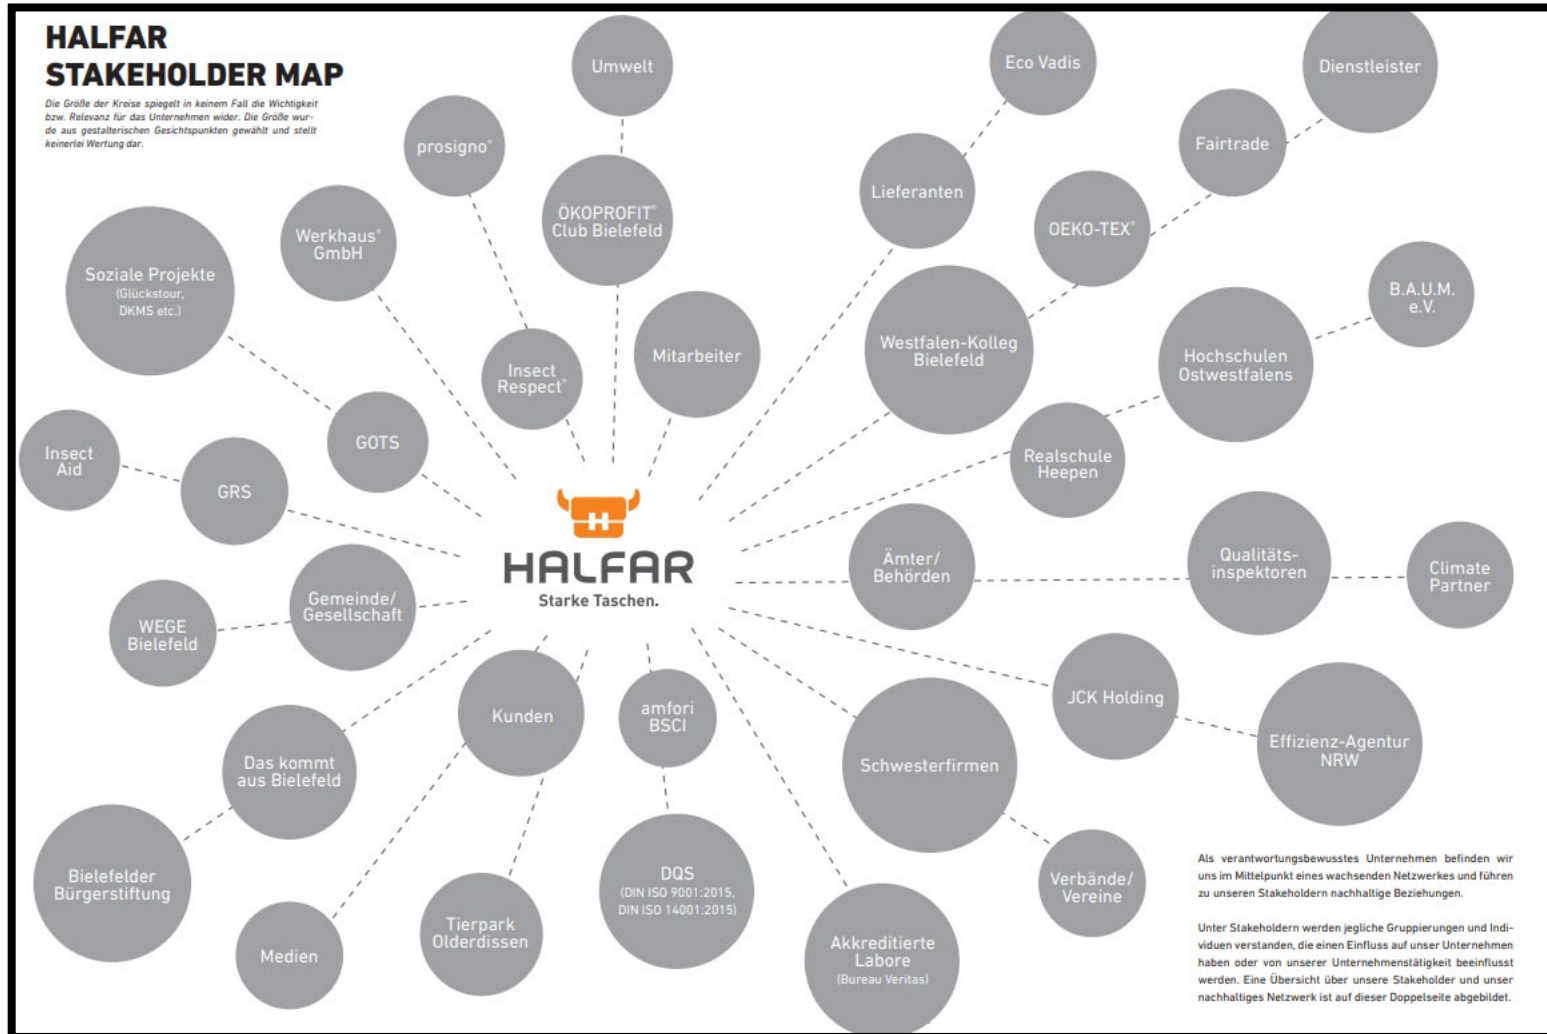 HALFAR
STAKEHOLDER MAP
Die Größe der Kreise spiegelt in keinem Fall die Wichtigkeit
bzw. Relevanz für das Unternehmen wider. Die Größe wur-
de aus gestalterischen Gesichtspunkten gewählt und stellt
keinerlei Wertung dar.
Umwelt
Eco Vadis
Dienstleister
prosigno®
Fairtrade
Lieferanten
ÖKOPROFIT®
Club Bielefeld
OEKO-TEX®
Werkhaus®
GmbH
Soziale Projekte
(Glückstour,
DKMS etc.)
B.A.U.M.
e.V.
Westfalen-Kolleg
Bielefeld
Mitarbeiter
Hochschulen
Ostwestfalens
Insect
Respect®
GOTS
Insect
Aid
Realschule
Heepen
GRS
H
HALFAR
Starke Taschen.
Ämter/
Behörden
Qualitäts-
inspektoren
Climate
Partner
Gemeinde/
Gesellschaft
WEGE
Bielefeld
JCK Holding
Kunden
amfori
BSCI
Effizienz-Agentur
NRW
Das kommt
aus Bielefeld
Schwesterfirmen
Bielefelder
Bürgerstiftung
DQS
(DIN ISO 9001:2015,
DIN ISO 14001:2015)
Verbände/
Vereine
Tierpark
Olderdissen
Medien
Akkreditierte
Labore
(Bureau Veritas)
Als verantwortungsbewusstes Unternehmen befinden wir
uns im Mittelpunkt eines wachsenden Netzwerkes und führen
zu unseren Stakeholdern nachhaltige Beziehungen.
Unter Stakeholdern werden jegliche Gruppierungen und Indi-
viduen verstanden, die einen Einfluss auf unser Unternehmen
haben oder von unserer Unternehmenstätigkeit beeinflusst
werden. Eine Übersicht über unsere Stakeholder und unser
nachhaltiges Netzwerk ist auf dieser Doppelseite abgebildet.